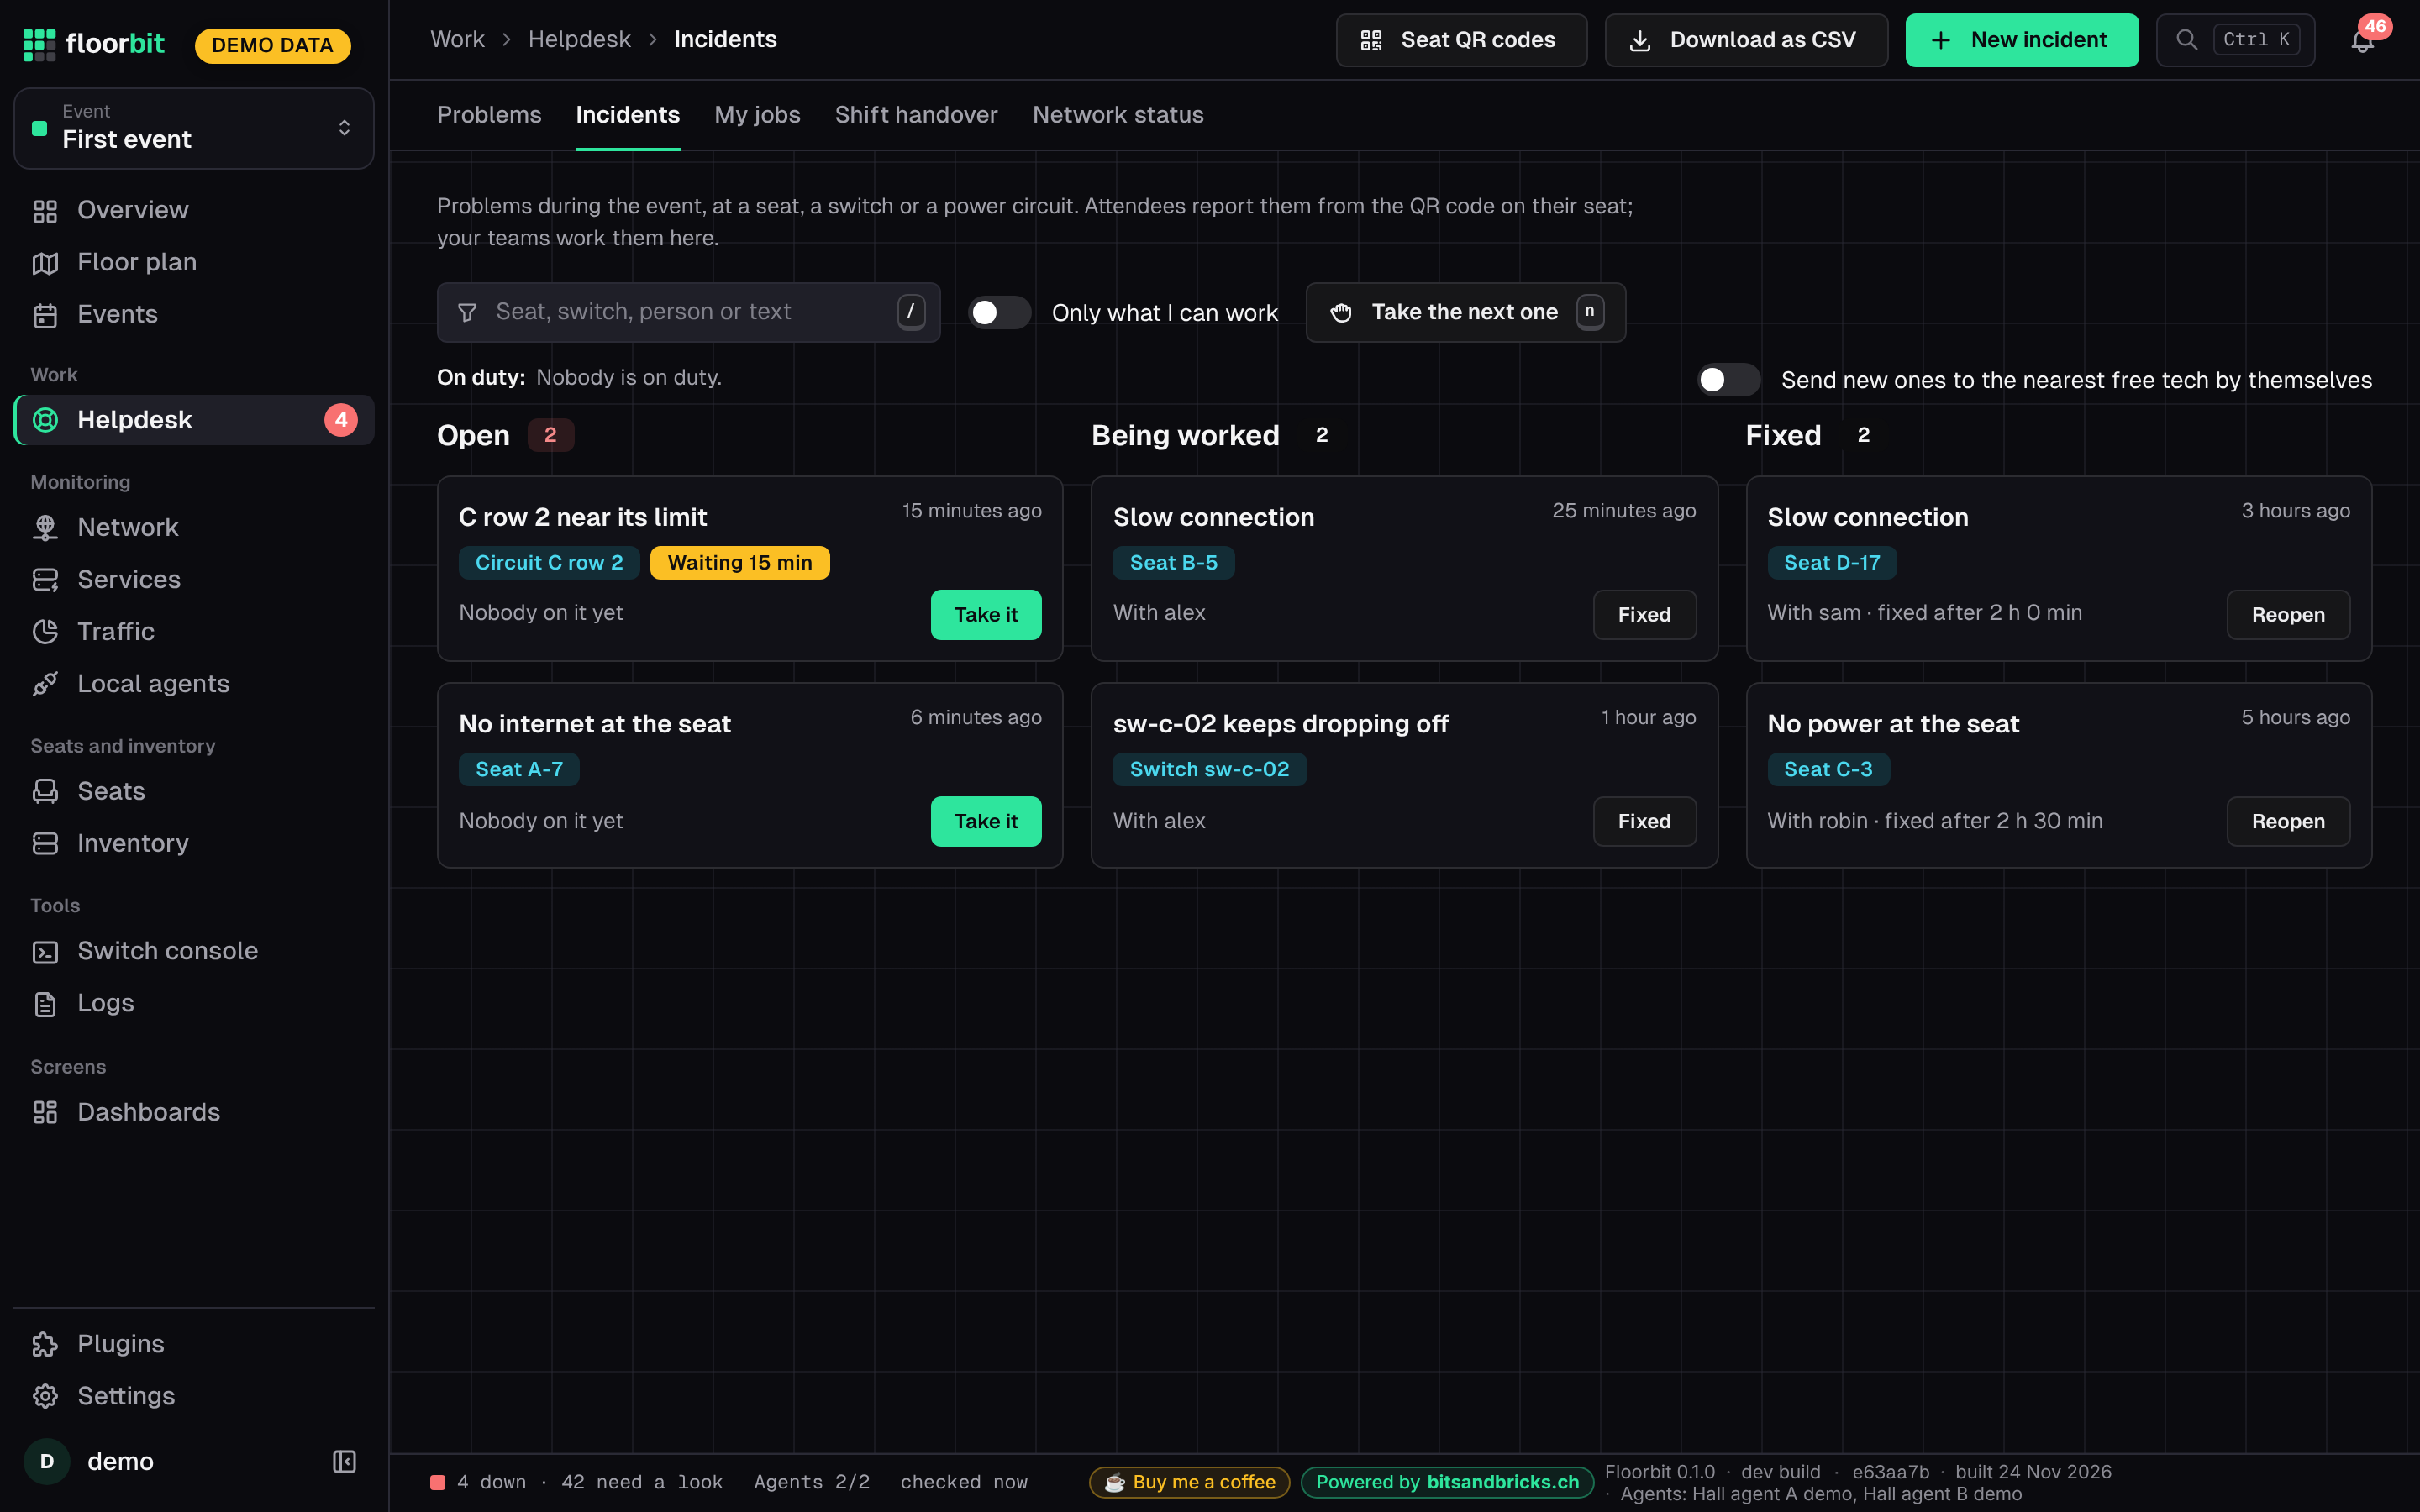 floorbit
DEMO DATA
Event
First event
Overview
Floor plan
Events
Work
Helpdesk 4
Monitoring
Network
Services
Traffic
Local agents
Seats and inventory
Seats
Inventory
Tools
Switch console
Logs
Screens
Dashboards
Plugins
Settings
D demo
Work > Helpdesk > Incidents
Seat QR codes
Download as CSV
+ New incident
Ctrl K
46
Problems Incidents My jobs Shift handover Network status
Problems during the event, at a seat, a switch or a power circuit. Attendees report them from the QR code on their seat;
your teams work them here.
Seat, switch, person or text /
Only what I can work
Take the next one n
On duty: Nobody is on duty.
Send new ones to the nearest free tech by themselves
Open 2
C row 2 near its limit 15 minutes ago
Circuit C row 2 Waiting 15 min
Nobody on it yet Take it
No internet at the seat 6 minutes ago
Seat A-7
Nobody on it yet Take it
Being worked 2
Slow connection 25 minutes ago
Seat B-5
With alex Fixed
sw-c-02 keeps dropping off 1 hour ago
Switch sw-c-02
With alex Fixed
Fixed 2
Slow connection 3 hours ago
Seat D-17
With sam · fixed after 2 h 0 min Reopen
No power at the seat 5 hours ago
Seat C-3
With robin · fixed after 2 h 30 min Reopen
4 down · 42 need a look Agents 2/2 checked now
☕ Buy me a coffee
Powered by bitsandbricks.ch
Floorbit 0.1.0 · dev build · e63aa7b · built 24 Nov 2026
· Agents: Hall agent A demo, Hall agent B demo